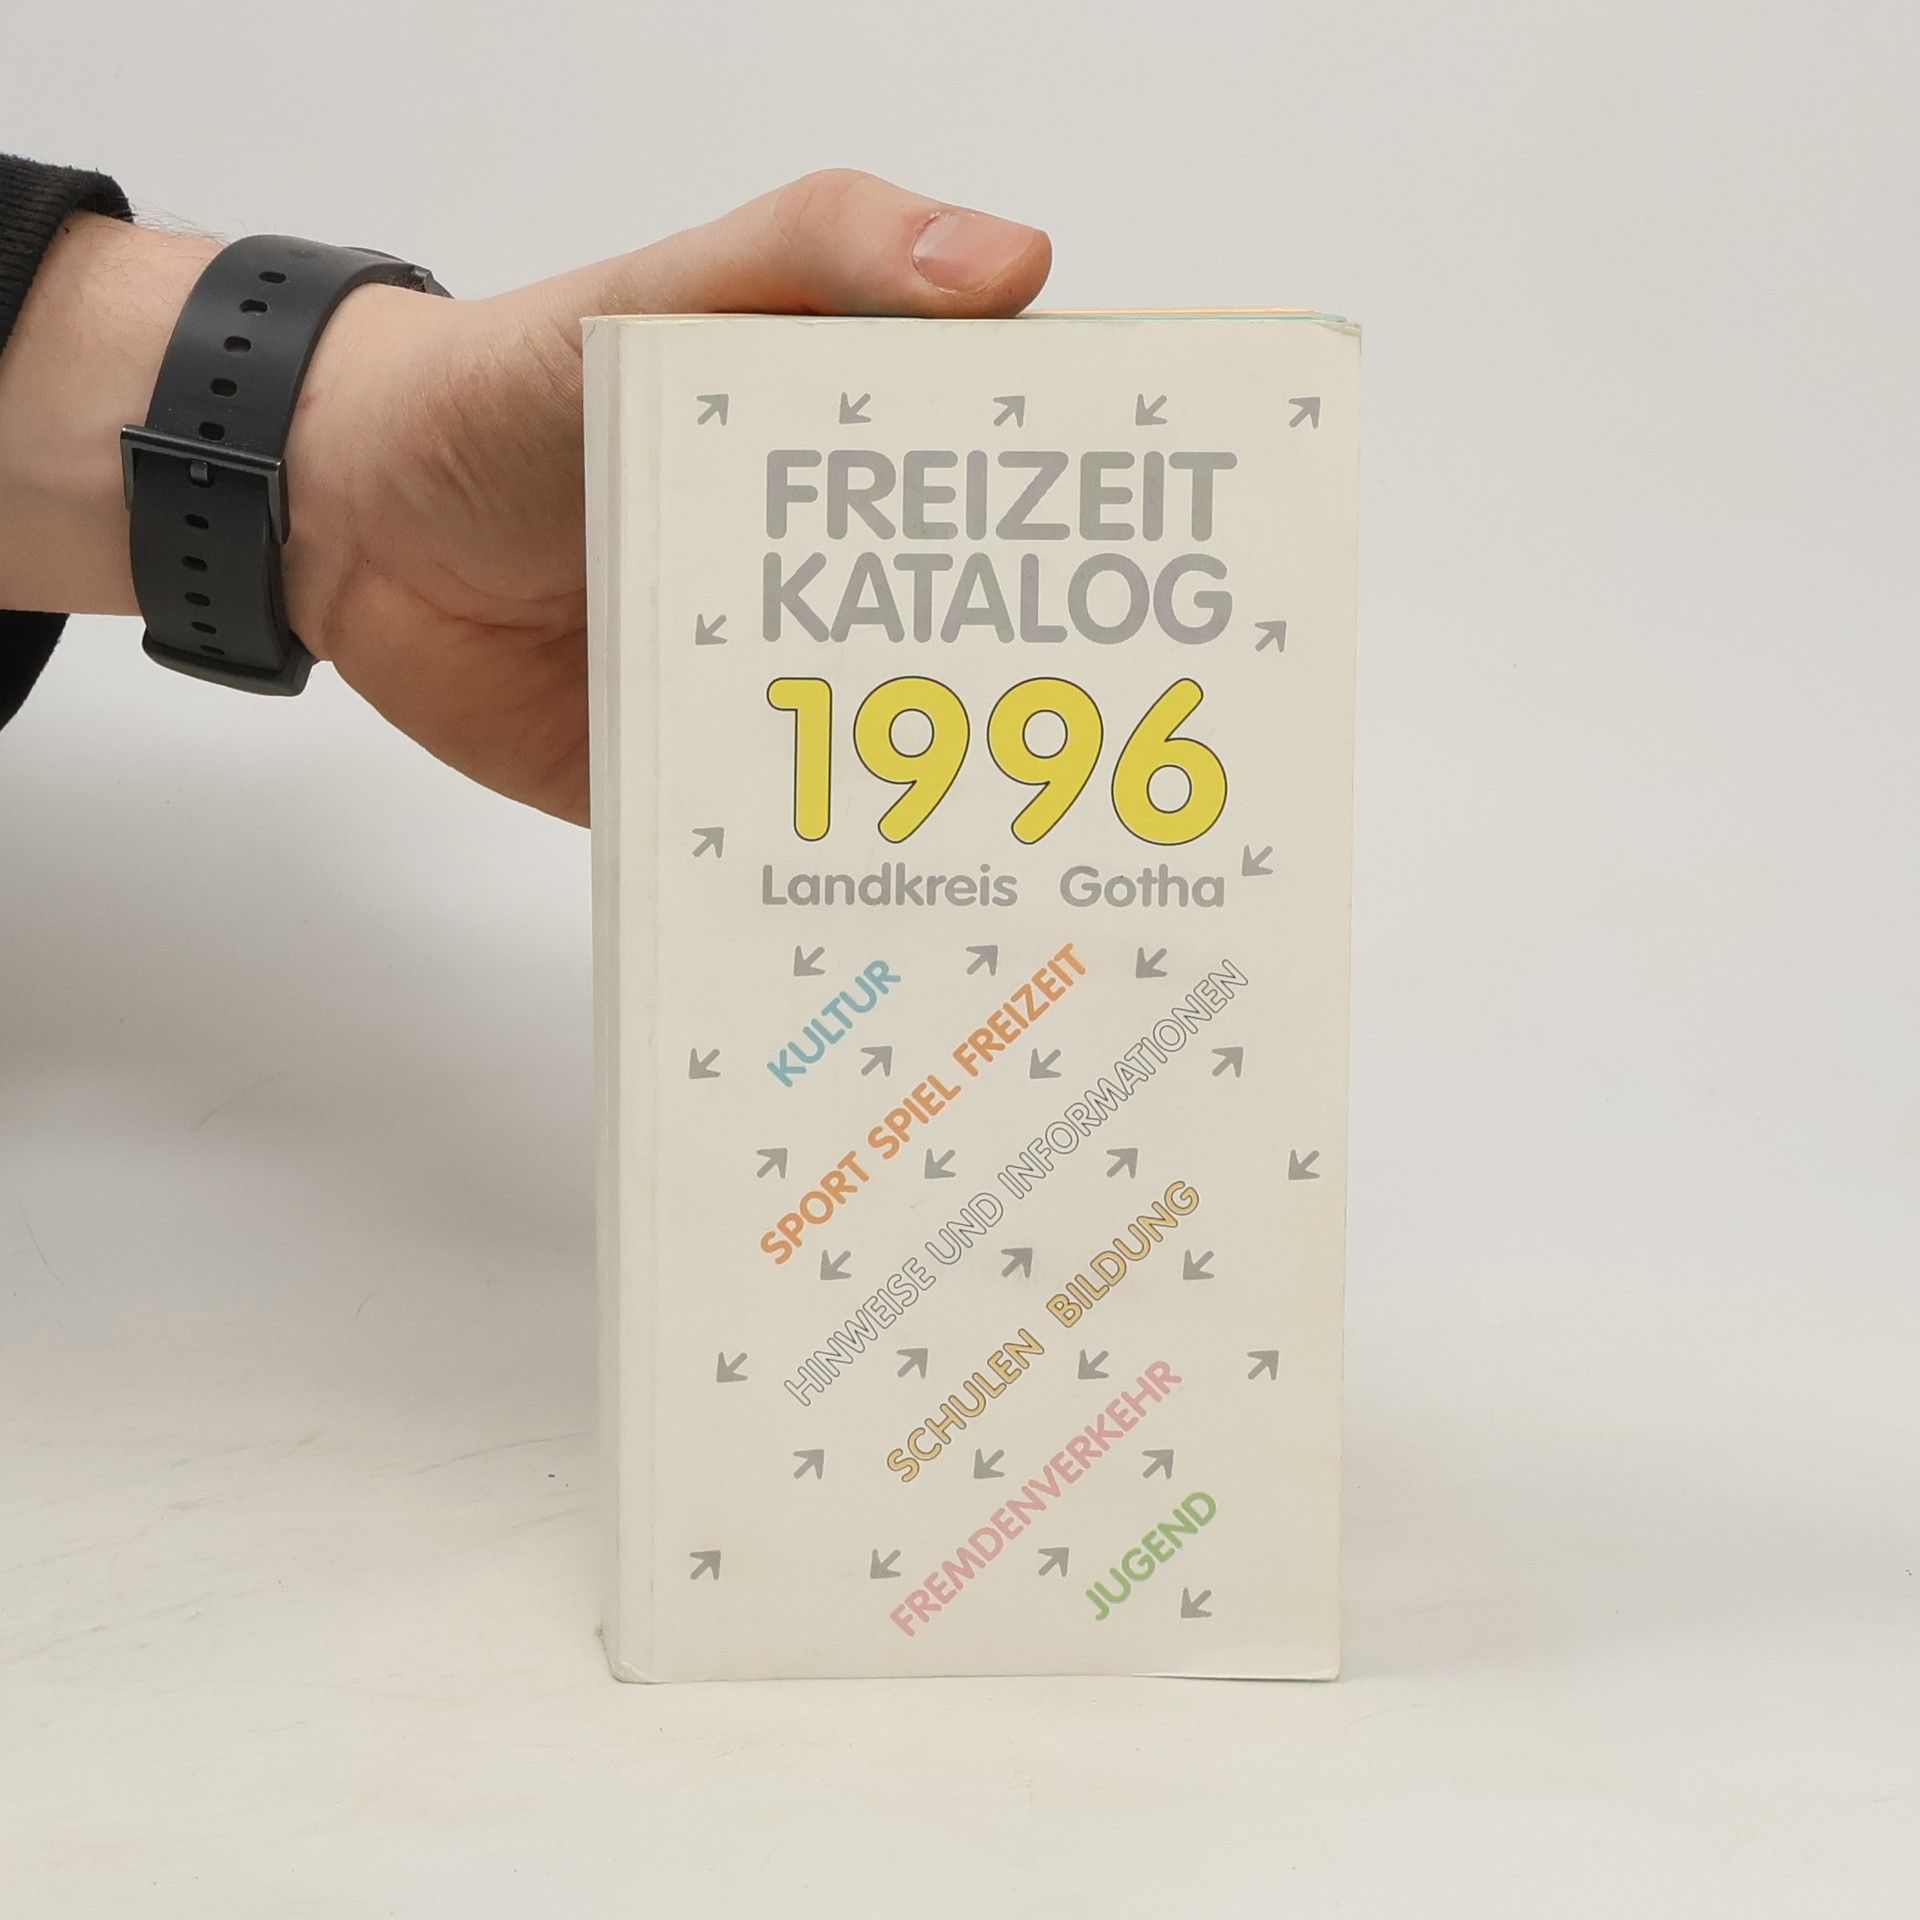 FREIZEIT
KATALOG
1996
Landkreis Gotha
KULTUR
SPORT SPIEL FREIZEIT
HINWEISE UND INFORMATIONEN
SCHULEN BILDUNG
FREMDENVERKEHR
JUGEND